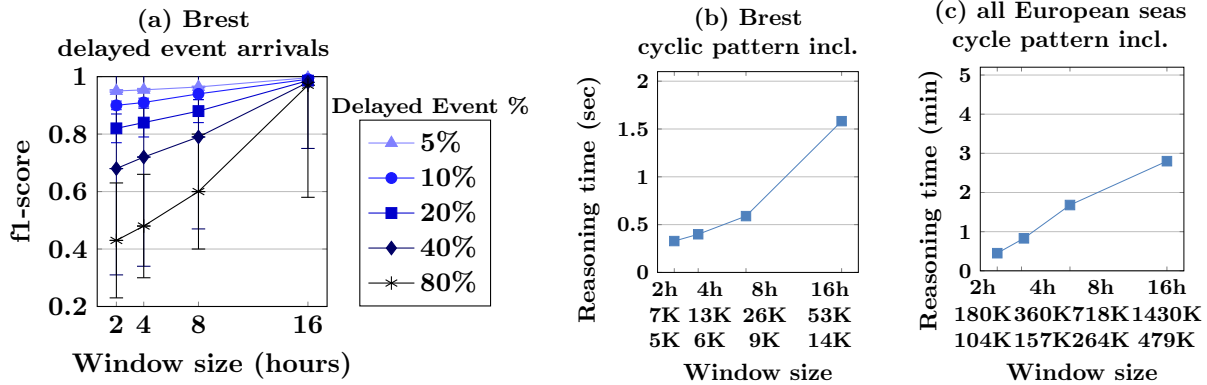 (a) Brest
delayed event arrivals
1
0.8
0.6
0.4
0.2
f1-score
2 4 8 16
Window size (hours)
Delayed Event %
5%
10%
20%
40%
80%
(b) Brest
cyclic pattern incl.
2
1.5
1
0.5
0
Reasoning time (sec)
2h 4h 8h 16h
7K 13K 26K 53K
5K 6K 9K 14K
Window size
(c) all European seas
cycle pattern incl.
5
4
3
2
1
0
Reasoning time (min)
2h 4h 8h 16h
180K 360K 718K 1430K
104K 157K 264K 479K
Window size